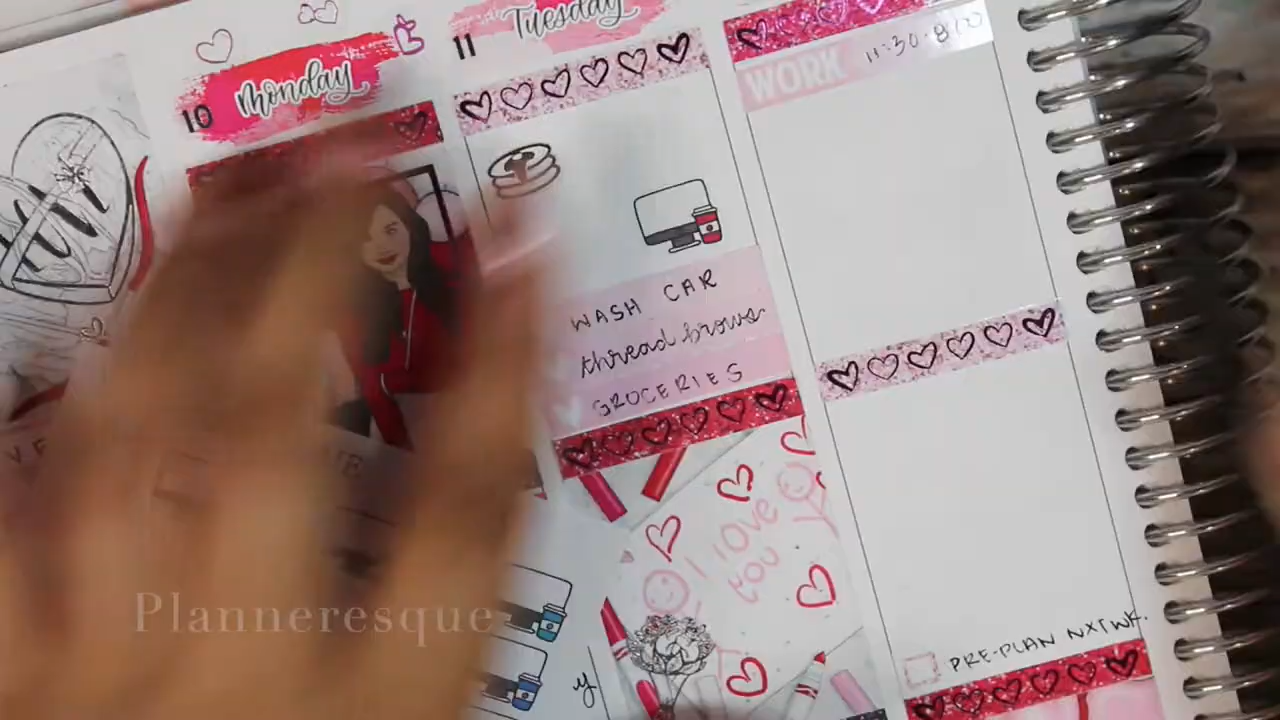 10 Monday
11 Tuesday
WORK 11:30-8:00
WASH CAR
thread brows
GROCERIES
I love
you
PRE-PLAN NXT WK.
y
Planneresque